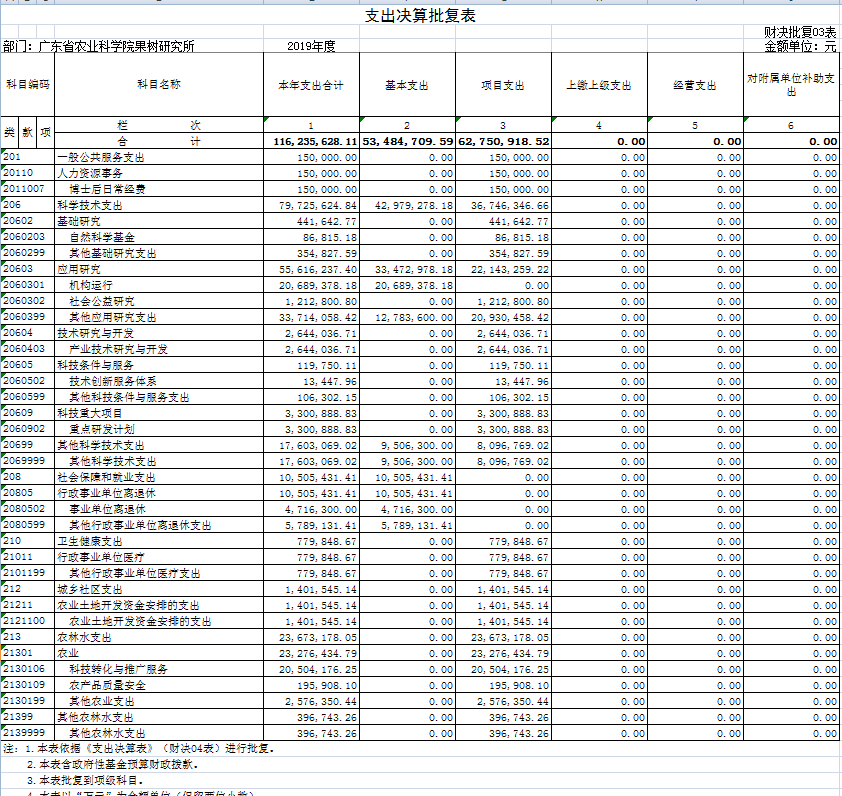 支出决算批复表
财决批复03表
部门：广东省农业科学院果树研究所 2019年度 金额单位：元
科目编码 科目名称 本年支出合计 基本支出 项目支出 上缴上级支出 经营支出 对附属单位补助支出
类 款 项 栏 次 1 2 3 4 5 6
合 计 116,235,628.11 53,484,709.59 62,750,918.52 0.00 0.00 0.00
201 一般公共服务支出 150,000.00 0.00 150,000.00 0.00 0.00 0.00
20110 人力资源事务 150,000.00 0.00 150,000.00 0.00 0.00 0.00
2011007 博士后日常经费 150,000.00 0.00 150,000.00 0.00 0.00 0.00
206 科学技术支出 79,725,624.84 42,979,278.18 36,746,346.66 0.00 0.00 0.00
20602 基础研究 441,642.77 0.00 441,642.77 0.00 0.00 0.00
2060203 自然科学基金 86,815.18 0.00 86,815.18 0.00 0.00 0.00
2060299 其他基础研究支出 354,827.59 0.00 354,827.59 0.00 0.00 0.00
20603 应用研究 55,616,237.40 33,472,978.18 22,143,259.22 0.00 0.00 0.00
2060301 机构运行 20,689,378.18 20,689,378.18 0.00 0.00 0.00 0.00
2060302 社会公益研究 1,212,800.80 0.00 1,212,800.80 0.00 0.00 0.00
2060399 其他应用研究支出 33,714,058.42 12,783,600.00 20,930,458.42 0.00 0.00 0.00
20604 技术研究与开发 2,644,036.71 0.00 2,644,036.71 0.00 0.00 0.00
2060403 产业技术研究与开发 2,644,036.71 0.00 2,644,036.71 0.00 0.00 0.00
20605 科技条件与服务 119,750.11 0.00 119,750.11 0.00 0.00 0.00
2060502 技术创新服务体系 13,447.96 0.00 13,447.96 0.00 0.00 0.00
2060599 其他科技条件与服务支出 106,302.15 0.00 106,302.15 0.00 0.00 0.00
20609 科技重大项目 3,300,888.83 0.00 3,300,888.83 0.00 0.00 0.00
2060902 重点研发计划 3,300,888.83 0.00 3,300,888.83 0.00 0.00 0.00
20699 其他科学技术支出 17,603,069.02 9,506,300.00 8,096,769.02 0.00 0.00 0.00
2069999 其他科学技术支出 17,603,069.02 9,506,300.00 8,096,769.02 0.00 0.00 0.00
208 社会保障和就业支出 10,505,431.41 10,505,431.41 0.00 0.00 0.00 0.00
20805 行政事业单位离退休 10,505,431.41 10,505,431.41 0.00 0.00 0.00 0.00
2080502 事业单位离退休 4,716,300.00 4,716,300.00 0.00 0.00 0.00 0.00
2080599 其他行政事业单位离退休支出 5,789,131.41 5,789,131.41 0.00 0.00 0.00 0.00
210 卫生健康支出 779,848.67 0.00 779,848.67 0.00 0.00 0.00
21011 行政事业单位医疗 779,848.67 0.00 779,848.67 0.00 0.00 0.00
2101199 其他行政事业单位医疗支出 779,848.67 0.00 779,848.67 0.00 0.00 0.00
212 城乡社区支出 1,401,545.14 0.00 1,401,545.14 0.00 0.00 0.00
21211 农业土地开发资金安排的支出 1,401,545.14 0.00 1,401,545.14 0.00 0.00 0.00
2121100 农业土地开发资金安排的支出 1,401,545.14 0.00 1,401,545.14 0.00 0.00 0.00
213 农林水支出 23,673,178.05 0.00 23,673,178.05 0.00 0.00 0.00
21301 农业 23,276,434.79 0.00 23,276,434.79 0.00 0.00 0.00
2130106 科技转化与推广服务 20,504,176.25 0.00 20,504,176.25 0.00 0.00 0.00
2130109 农产品质量安全 195,908.10 0.00 195,908.10 0.00 0.00 0.00
2130199 其他农业支出 2,576,350.44 0.00 2,576,350.44 0.00 0.00 0.00
21399 其他农林水支出 396,743.26 0.00 396,743.26 0.00 0.00 0.00
2139999 其他农林水支出 396,743.26 0.00 396,743.26 0.00 0.00 0.00
注：1.本表依据《支出决算表》（财决04表）进行批复。
2.本表含政府性基金预算财政拨款。
3.本表批复到项级科目。
4.本表以“万元”为金额单位（保留两位小数）